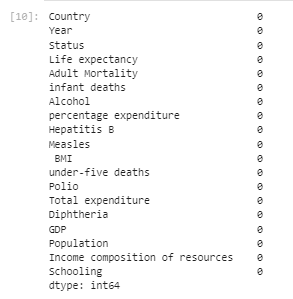 [10]: Country 0
Year 0
Status 0
Life expectancy 0
Adult Mortality 0
infant deaths 0
Alcohol 0
percentage expenditure 0
Hepatitis B 0
Measles 0
 BMI 0
under-five deaths 0
Polio 0
Total expenditure 0
Diphtheria 0
GDP 0
Population 0
Income composition of resources 0
Schooling 0
dtype: int64